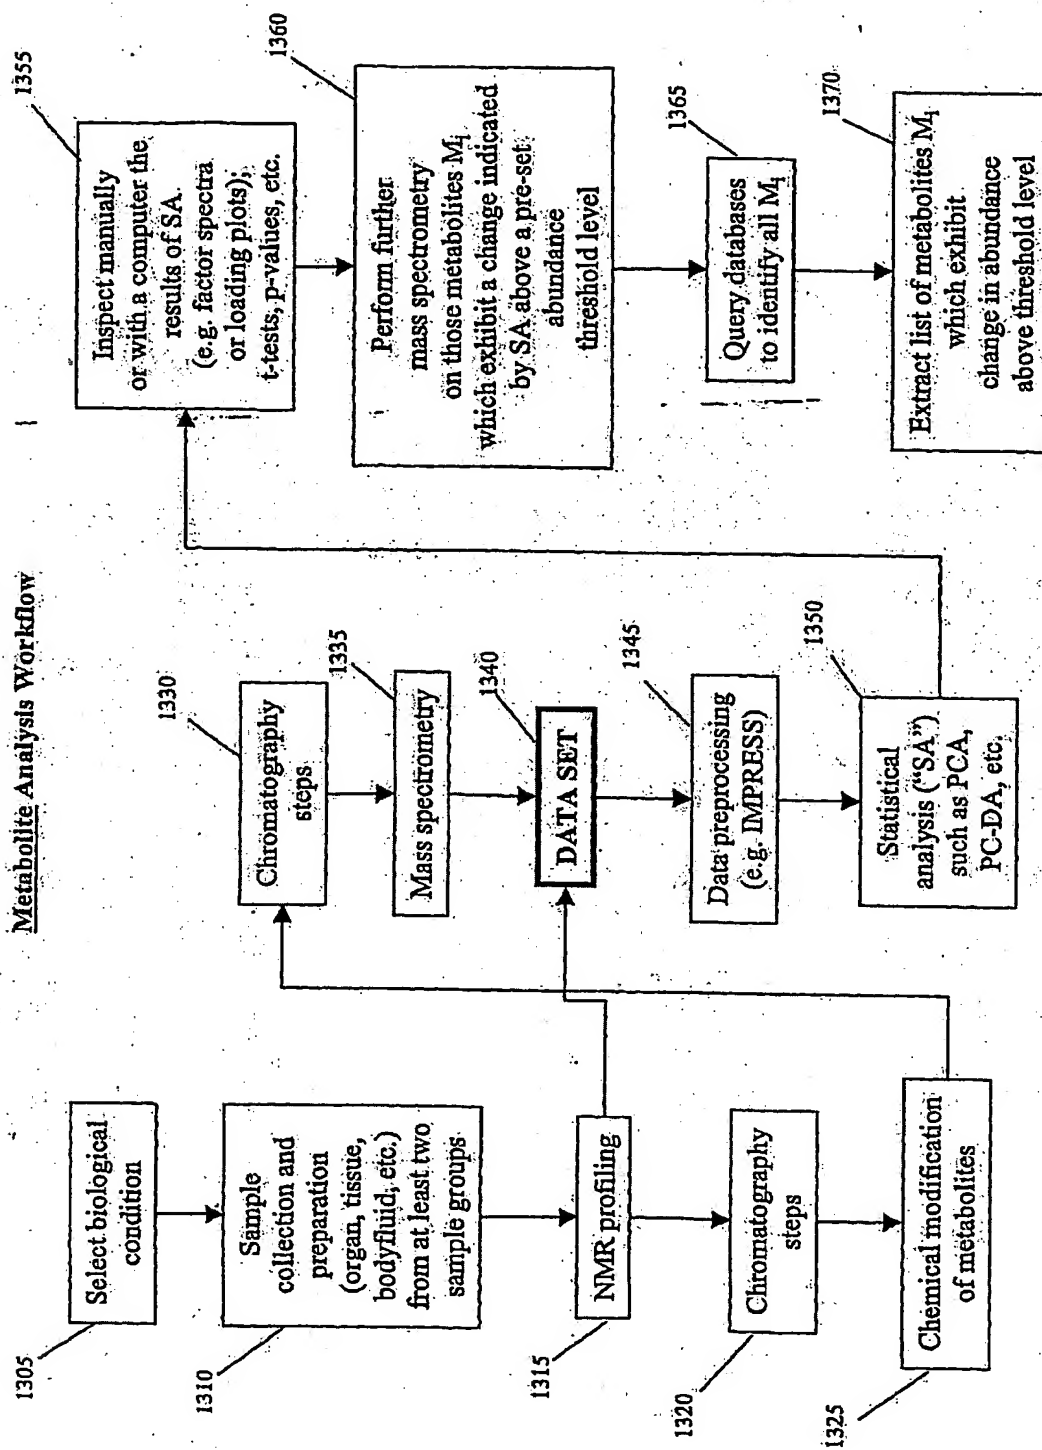 Metabolite Analysis Workflow
1305
Select biological
condition
1310
Sample
collection and
preparation
(organ, tissue,
bodyfluid, etc.)
from at least two
sample groups
1315
NMR profiling
1320
Chromatography
steps
1325
Chemical modification
of metabolites
1330
Chromatography
steps
1335
Mass spectrometry
1340
DATA SET
1345
Data preprocessing
(e.g. IMPRESS)
1350
Statistical
analysis ("SA")
such as PCA,
PC-DA, etc.
1355
Inspect manually
or with a computer the
results of SA
(e.g. factor spectra
or loading plots);
t-tests, p-values, etc.
1360
Perform further
mass spectrometry
on those metabolites Mi
which exhibit a change indicated
by SA above a pre-set
abundance
threshold level
1365
Query databases
to identify all Mi
1370
Extract list of metabolites Mi
which exhibit
change in abundance
above threshold level